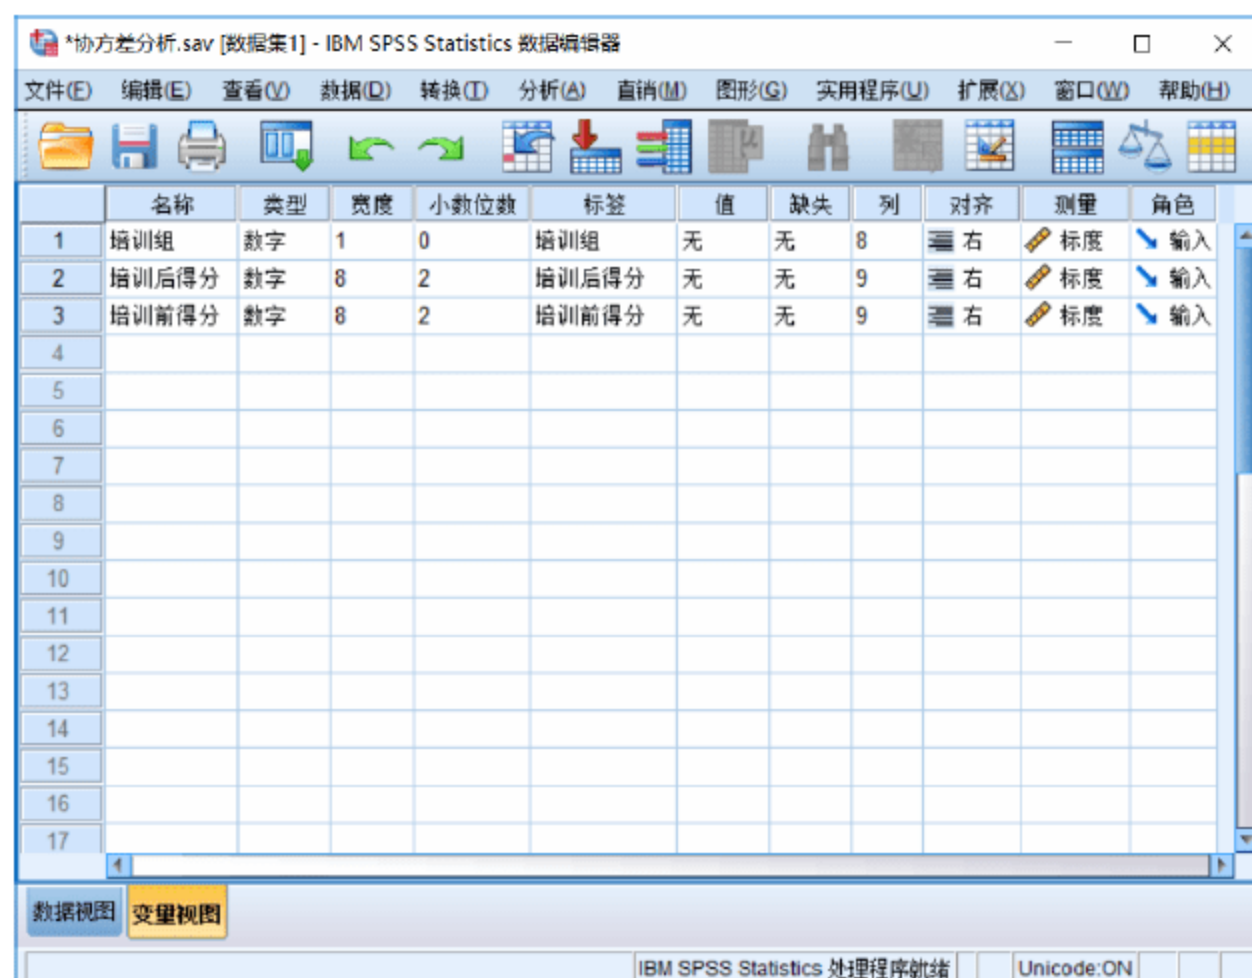 *协方差分析.sav [数据集1] - IBM SPSS Statistics 数据编辑器
文件(F) 编辑(E) 查看(V) 数据(D) 转换(T) 分析(A) 直销(M) 图形(G) 实用程序(U) 扩展(X) 窗口(W) 帮助(H)
名称 类型 宽度 小数位数 标签 值 缺失 列 对齐 测量 角色
1 培训组 数字 1 0 培训组 无 无 8 右 标度 输入
2 培训后得分 数字 8 2 培训后得分 无 无 9 右 标度 输入
3 培训前得分 数字 8 2 培训前得分 无 无 9 右 标度 输入
4
5
6
7
8
9
10
11
12
13
14
15
16
17
数据视图 变量视图
IBM SPSS Statistics 处理程序就绪 Unicode:ON